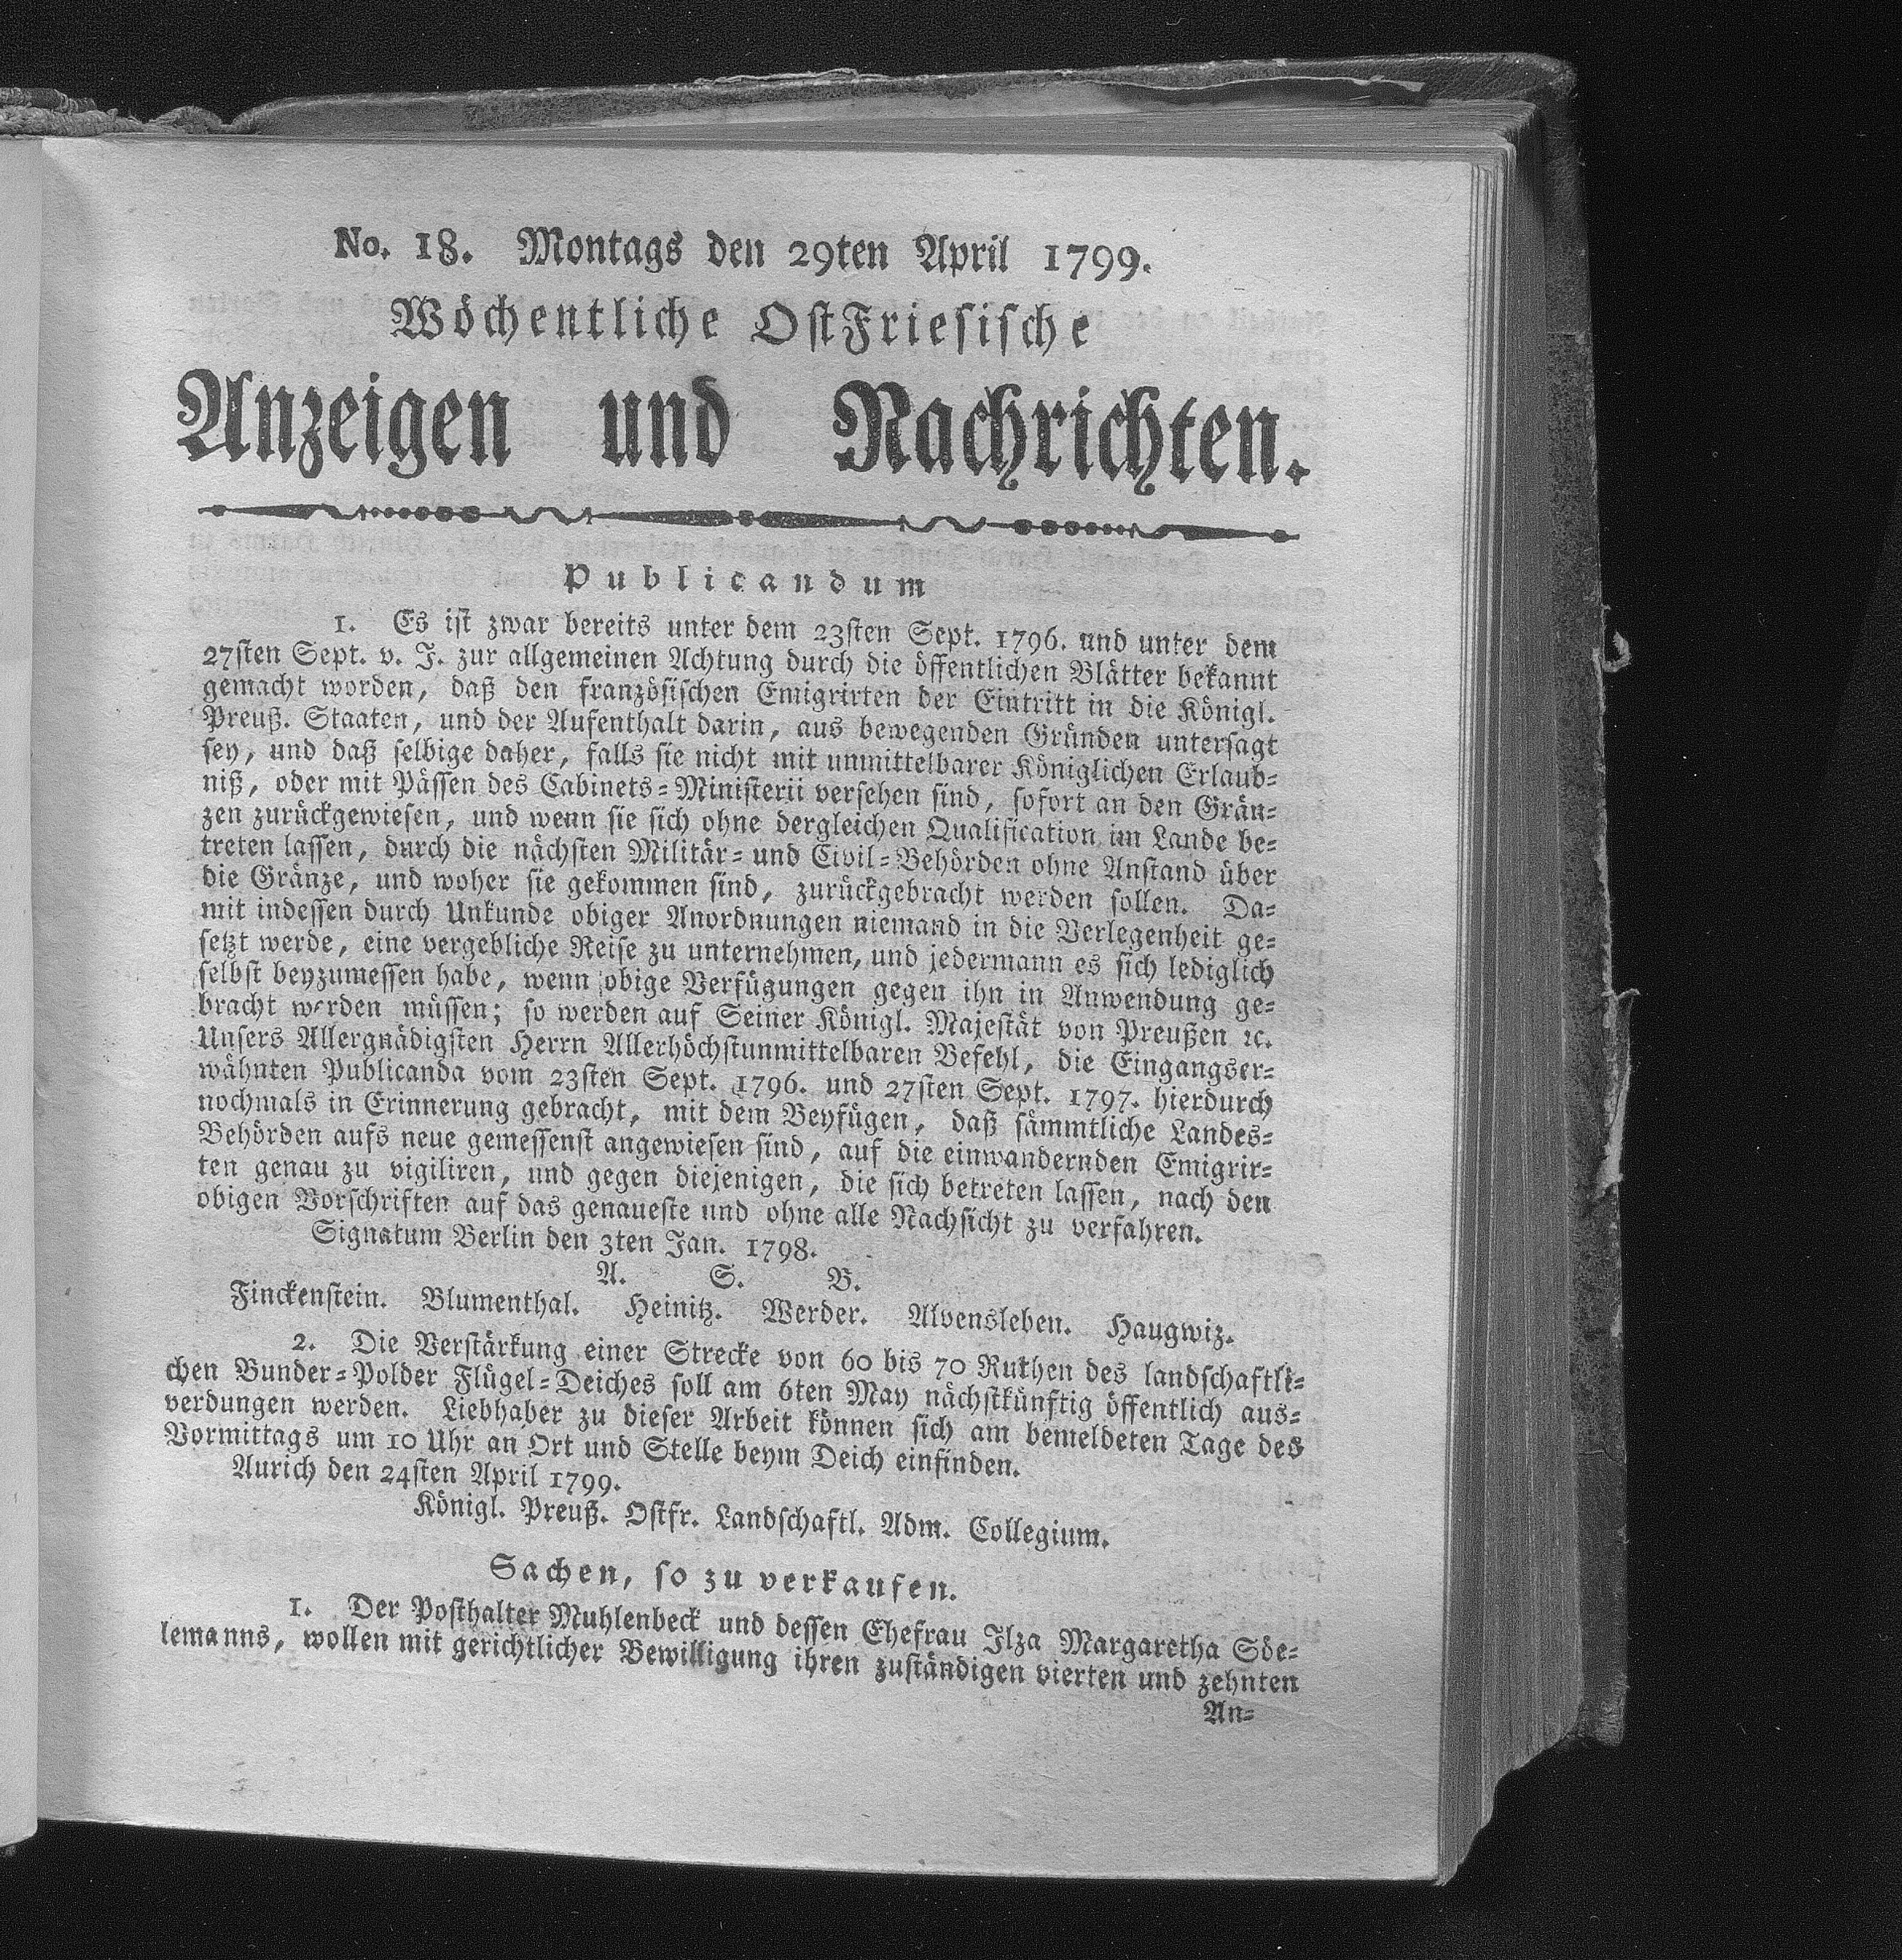 No. 18. Montags den 29ten April 1799.
Wöchentliche OstFriesische
Anzeigen und Nachrichten.
Publicandum
1. Es ist zwar bereits unter dem 23sten Sept. 1796. und unter dem
27sten Sept. v. J. zur allgemeinen Achtung durch die öffentlichen Blätter bekannt
gemacht worden, daß den französischen Emigrirten der Eintritt in die Königl.
Preuß. Staaten, und der Aufenthalt darin, aus bewegenden Gründen untersagt
sey, und daß selbige daher, falls sie nicht mit unmittelbarer Königlichen Erlaub-
niß, oder mit Pässen des Cabinets-Ministerii versehen sind, sofort an den Grän-
zen zurückgewiesen, und wenn sie sich ohne dergleichen Qualification im Lande be-
treten lassen, durch die nächsten Militär- und Civil-Behörden ohne Anstand über
die Gränze, und woher sie gekommen sind, zurückgebracht werden sollen. Da-
mit indessen durch Unkunde obiger Anordnungen niemand in die Verlegenheit ge-
setzt werde, eine vergebliche Reise zu unternehmen, und jedermann es sich lediglich
selbst beyzumessen habe, wenn obige Verfügungen gegen ihn in Anwendung ge-
bracht werden müssen; so werden auf Seiner Königl. Majestät von Preußen ꝛc.
Unsers Allergnädigsten Herrn Allerhöchstunmittelbaren Befehl, die Eingangser-
wähnten Publicanda vom 23sten Sept. 1796. und 27sten Sept. 1797. hierdurch
nochmals in Erinnerung gebracht, mit dem Beyfügen, daß sämmtliche Landes-
Behörden aufs neue gemessenst angewiesen sind, auf die einwandernden Emigrir-
ten genau zu vigiliren, und gegen diejenigen, die sich betreten lassen, nach den
obigen Vorschriften auf das genaueste und ohne alle Nachsicht zu verfahren.
Signatum Berlin den 3ten Jan. 1798.
A. S. B.
Finckenstein. Blumenthal. Heinitz. Werder. Alvensleben. Haugwiz.
2. Die Verstärkung einer Strecke von 60 bis 70 Ruthen des landschaftli-
chen Bunder-Polder Flügel-Deiches soll am 6ten May nächstkünftig öffentlich aus-
verdungen werden. Liebhaber zu dieser Arbeit können sich am bemeldeten Tage des
Vormittags um 10 Uhr an Ort und Stelle beym Deich einfinden.
Aurich den 24sten April 1799.
Königl. Preuß. Ostfr. Landschaftl. Adm. Collegium.
Sachen, so zu verkaufen.
1. Der Posthalter Muhlenbeck und dessen Ehefrau Ilza Margaretha Söe-
lemanns, wollen mit gerichtlicher Bewilligung ihren zuständigen vierten und zehnten
An-